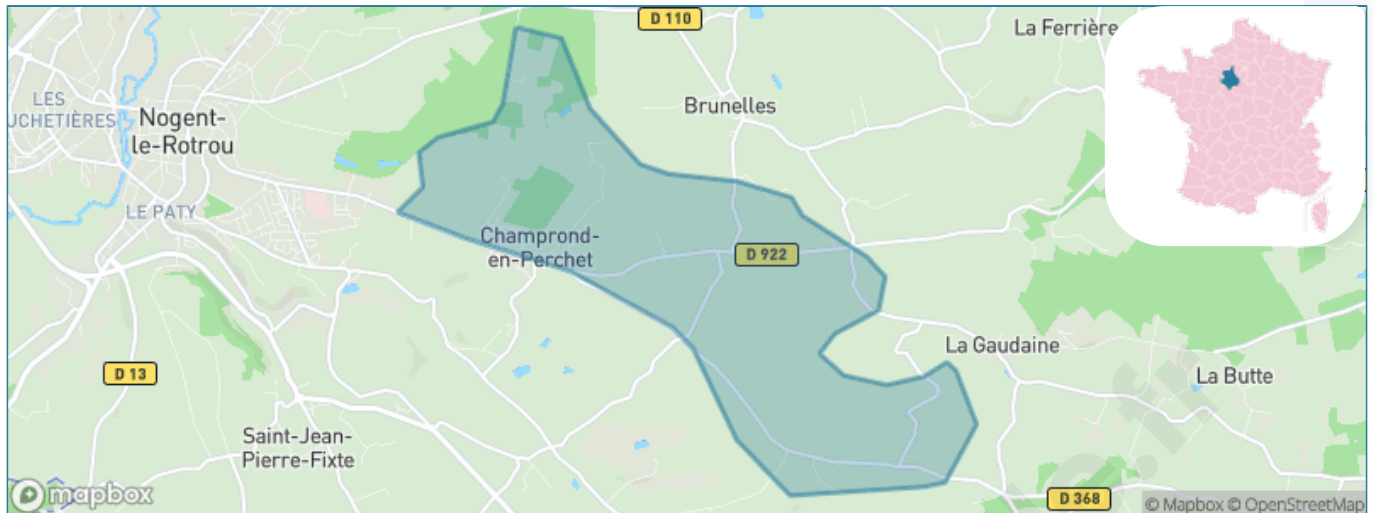 D 110
La Ferrière
LES
UCHETIÈRES
Nogent-
le-Rotrou
Brunelles
LE PATY
Champrond-
en-Perchet
D 922
La Gaudaine
La Butte
D 13
Saint-Jean-
Pierre-Fixte
D 368
mapbox
© Mapbox © OpenStreetMap